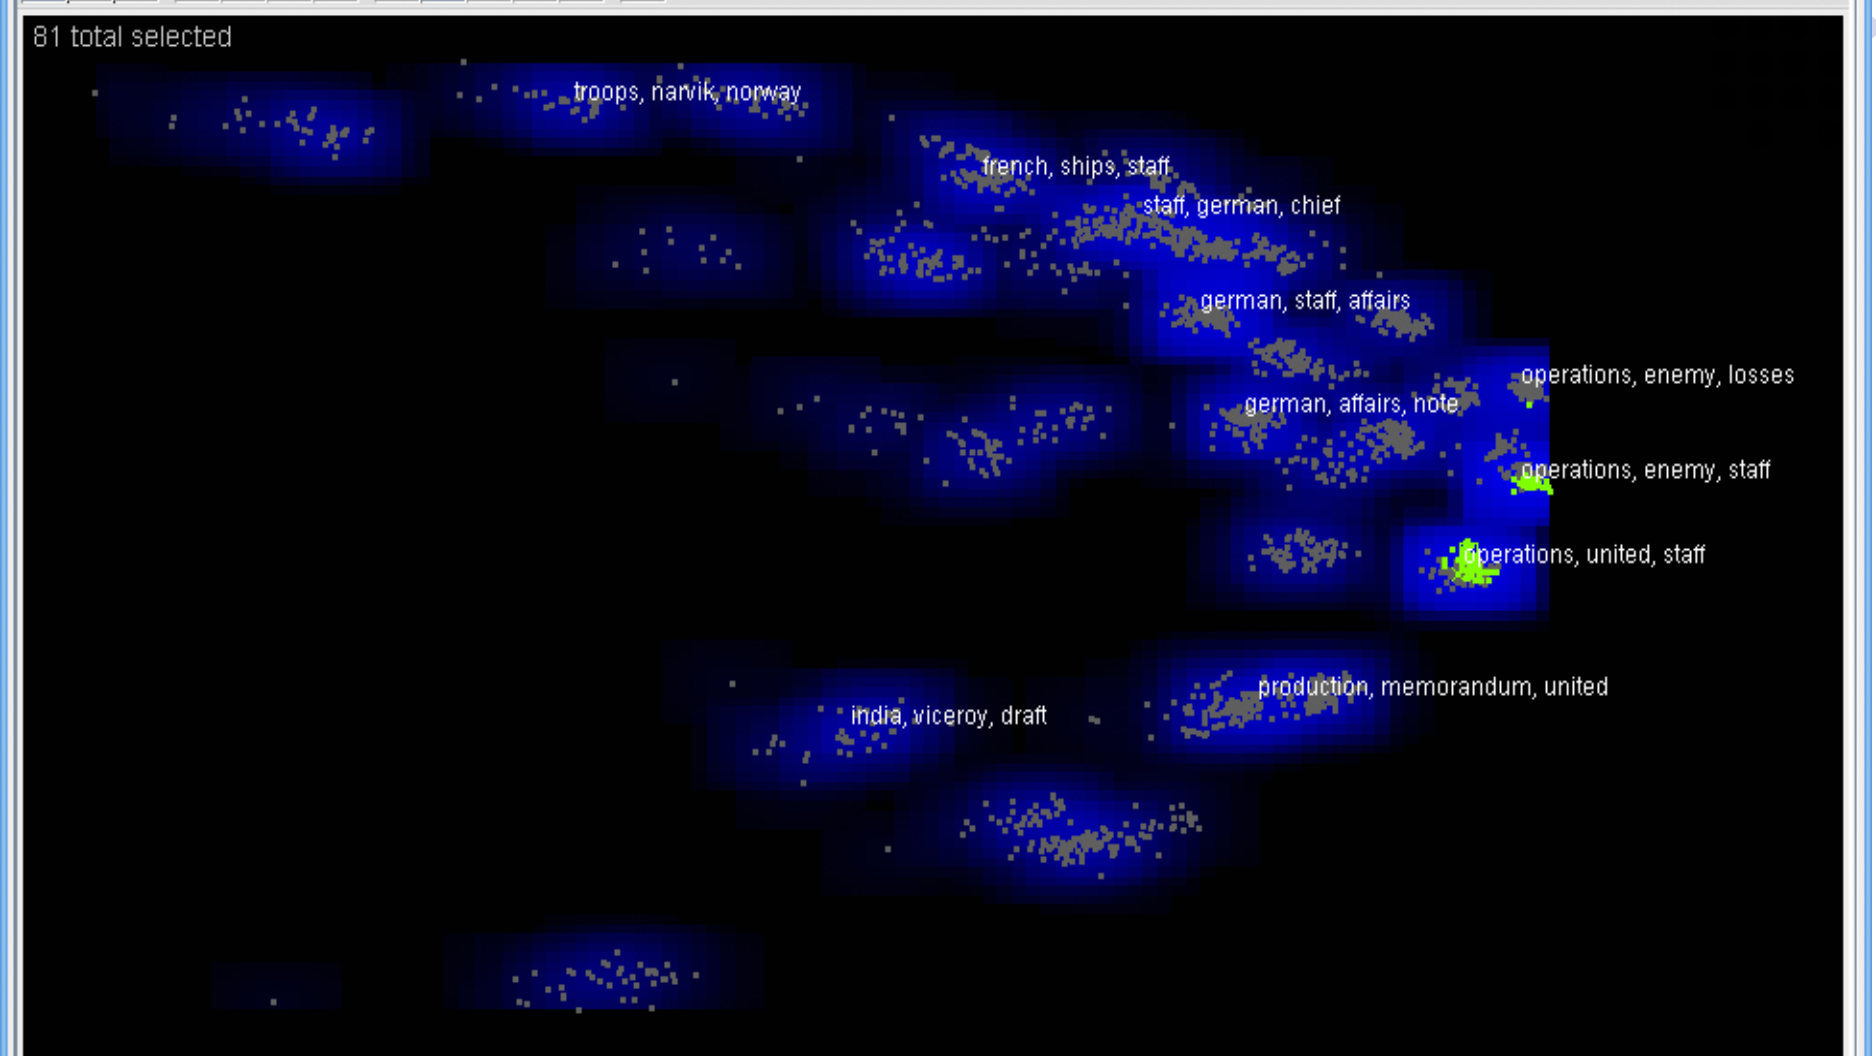 81 total selected
troops, narvik, norway
french, ships, staff
staff, german, chief
german, staff, affairs
operations, enemy, losses
german, affairs, note
operations, enemy, staff
operations, united, staff
production, memorandum, united
india, viceroy, draft